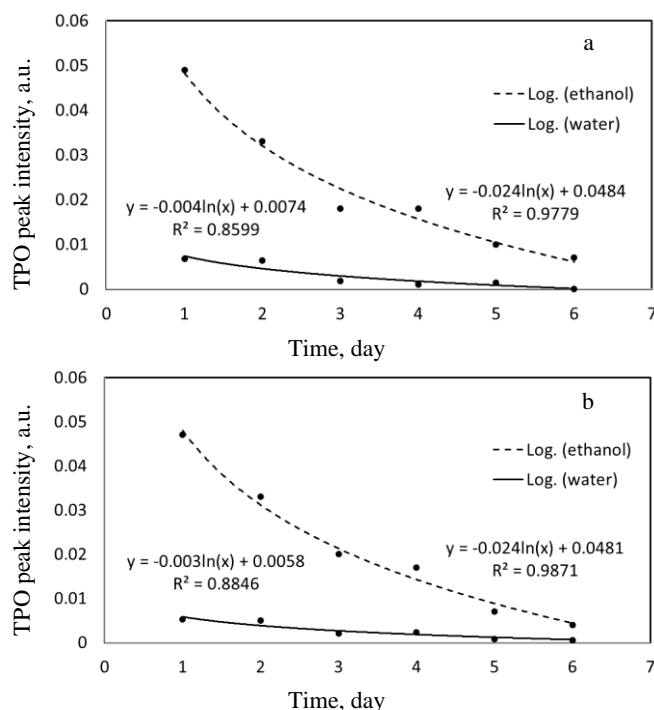 a
TPO peak intensity, a.u.
0.06
0.05
0.04
0.03
0.02
0.01
0
Log. (ethanol)
Log. (water)
y = -0.004ln(x) + 0.0074
R² = 0.8599
y = -0.024ln(x) + 0.0484
R² = 0.9779
0 1 2 3 4 5 6 7
Time, day
b
TPO peak intensity, a.u.
0.06
0.05
0.04
0.03
0.02
0.01
0
Log. (ethanol)
Log. (water)
y = -0.003ln(x) + 0.0058
R² = 0.8846
y = -0.024ln(x) + 0.0481
R² = 0.9871
0 1 2 3 4 5 6 7
Time, day